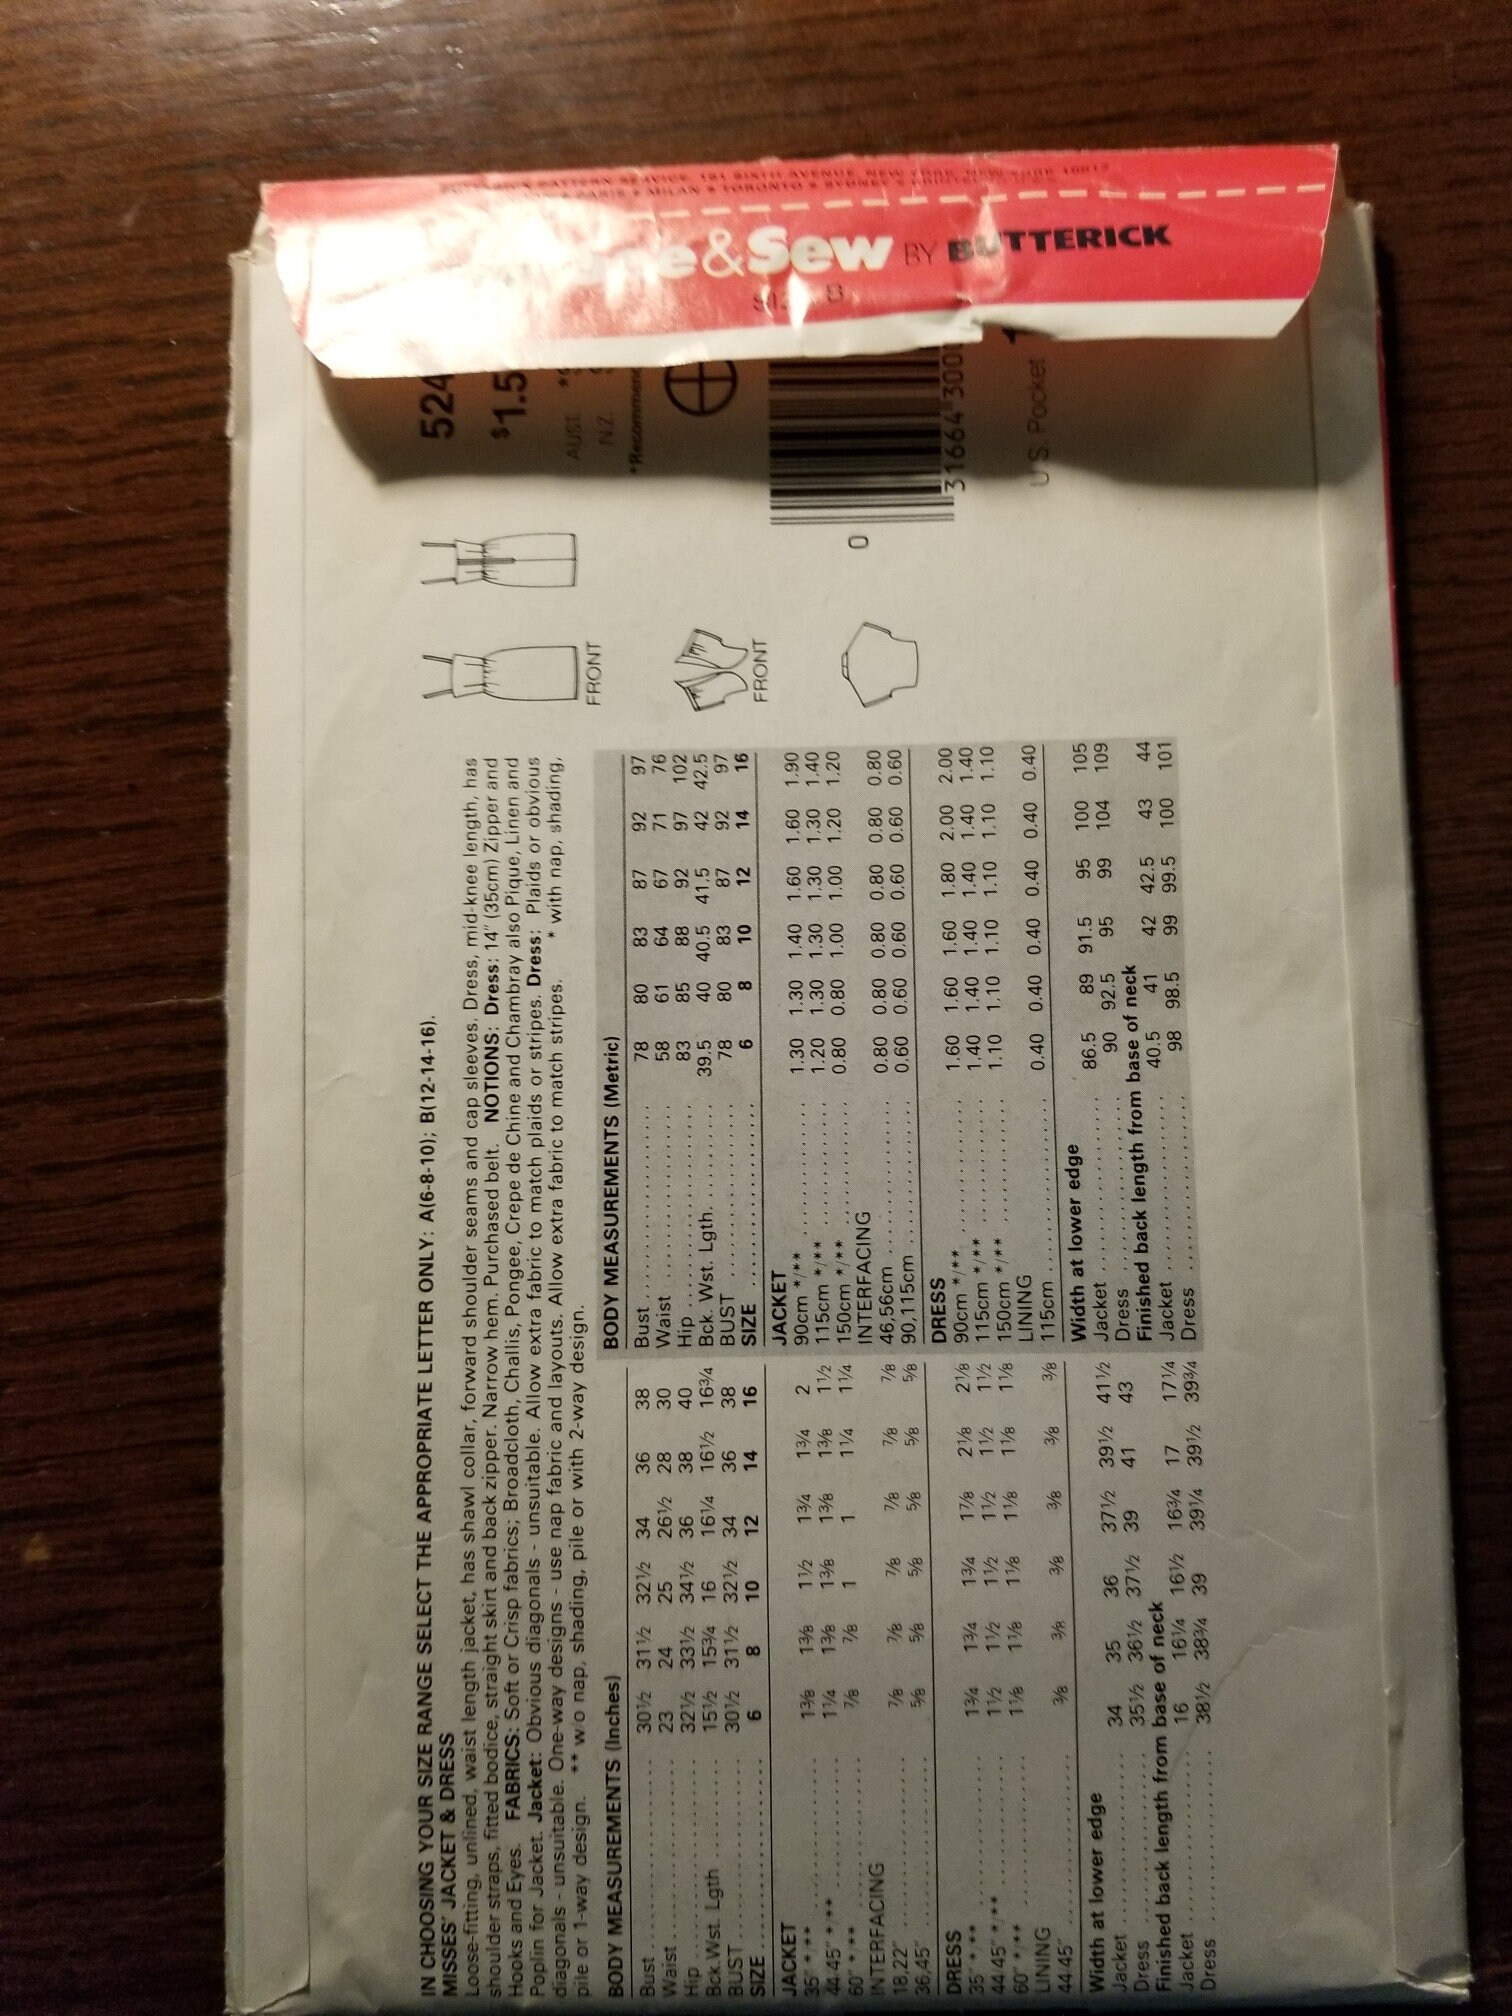 BUTTERICK PATTERN SERVICE, 161 SIXTH AVENUE, NEW YORK, NEW YORK 10013
PARIS • MILAN • TORONTO • SYDNEY •
&Sew BY BUTTERICK
IN CHOOSING YOUR SIZE RANGE SELECT THE APPROPRIATE LETTER ONLY: A(6-8-10); B(12-14-16).
MISSES' JACKET & DRESS
Loose-fitting, unlined, waist length jacket, has shawl collar, forward shoulder seams and cap sleeves. Dress, mid-knee length, has
shoulder straps, fitted bodice, straight skirt and back zipper. Narrow hem. Purchased belt. NOTIONS: Dress: 14" (35cm) Zipper and
Hooks and Eyes. FABRICS: Soft or Crisp fabrics; Broadcloth, Challis, Pongee, Crepe de Chine and Chambray also Pique, Linen and
Poplin for Jacket. Jacket: Obvious diagonals - unsuitable. Allow extra fabric to match plaids or stripes. Dress: Plaids or obvious
diagonals - unsuitable. One-way designs - use nap fabric and layouts. Allow extra fabric to match stripes. * with nap, shading,
pile or 1-way design. ** w/o nap, shading, pile or with 2-way design.
BODY MEASUREMENTS (Inches)
Bust 30½ 31½ 32½ 34 36 38
Waist 23 24 25 26½ 28 30
Hip 32½ 33½ 34½ 36 38 40
Bck.Wst. Lgth 15½ 15¾ 16 16¼ 16½ 16¾
BUST 30½ 31½ 32½ 34 36 38
SIZE 6 8 10 12 14 16
JACKET
35" */** 1⅜ 1⅜ 1½ 1¾ 1¾ 2
44-45" */** 1¼ 1⅜ 1⅜ 1⅜ 1⅜ 1½
60" */** ⅞ ⅞ 1 1 1¼ 1¼
INTERFACING
18,22" ⅞ ⅞ ⅞ ⅞ ⅞ ⅞
36,45" ⅝ ⅝ ⅝ ⅝ ⅝ ⅝
DRESS
35" */** 1¾ 1¾ 1¾ 1⅞ 2⅛ 2⅛
44-45" */** 1½ 1½ 1½ 1½ 1½ 1½
60" */** 1⅛ 1⅛ 1⅛ 1⅛ 1⅛ 1⅛
LINING
44-45" ⅜ ⅜ ⅜ ⅜ ⅜ ⅜
Width at lower edge
Jacket 34 35 36 37½ 39½ 41½
Dress 35½ 36½ 37½ 39 41 43
Finished back length from base of neck
Jacket 16 16¼ 16½ 16¾ 17 17¼
Dress 38½ 38¾ 39 39¼ 39½ 39¾
BODY MEASUREMENTS (Metric)
Bust 78 80 83 87 92 97
Waist 58 61 64 67 71 76
Hip 83 85 88 92 97 102
Bck. Wst. Lgth. 39.5 40 40.5 41.5 42 42.5
BUST 78 80 83 87 92 97
SIZE 6 8 10 12 14 16
JACKET
90cm */** 1.30 1.30 1.40 1.60 1.60 1.90
115cm */** 1.20 1.30 1.30 1.30 1.30 1.40
150cm */** 0.80 0.80 1.00 1.00 1.20 1.20
INTERFACING
46,56cm 0.80 0.80 0.80 0.80 0.80 0.80
90,115cm 0.60 0.60 0.60 0.60 0.60 0.60
DRESS
90cm */** 1.60 1.60 1.60 1.80 2.00 2.00
115cm */** 1.40 1.40 1.40 1.40 1.40 1.40
150cm */** 1.10 1.10 1.10 1.10 1.10 1.10
LINING
115cm 0.40 0.40 0.40 0.40 0.40 0.40
Width at lower edge
Jacket 86.5 89 91.5 95 100 105
Dress 90 92.5 95 99 104 109
Finished back length from base of neck
Jacket 40.5 41 42 42.5 43 44
Dress 98 98.5 99 99.5 100 101
FRONT
FRONT
524
$1.5
AUST.
N.Z.
*Recommen
0 31664 300
U.S. Pocket